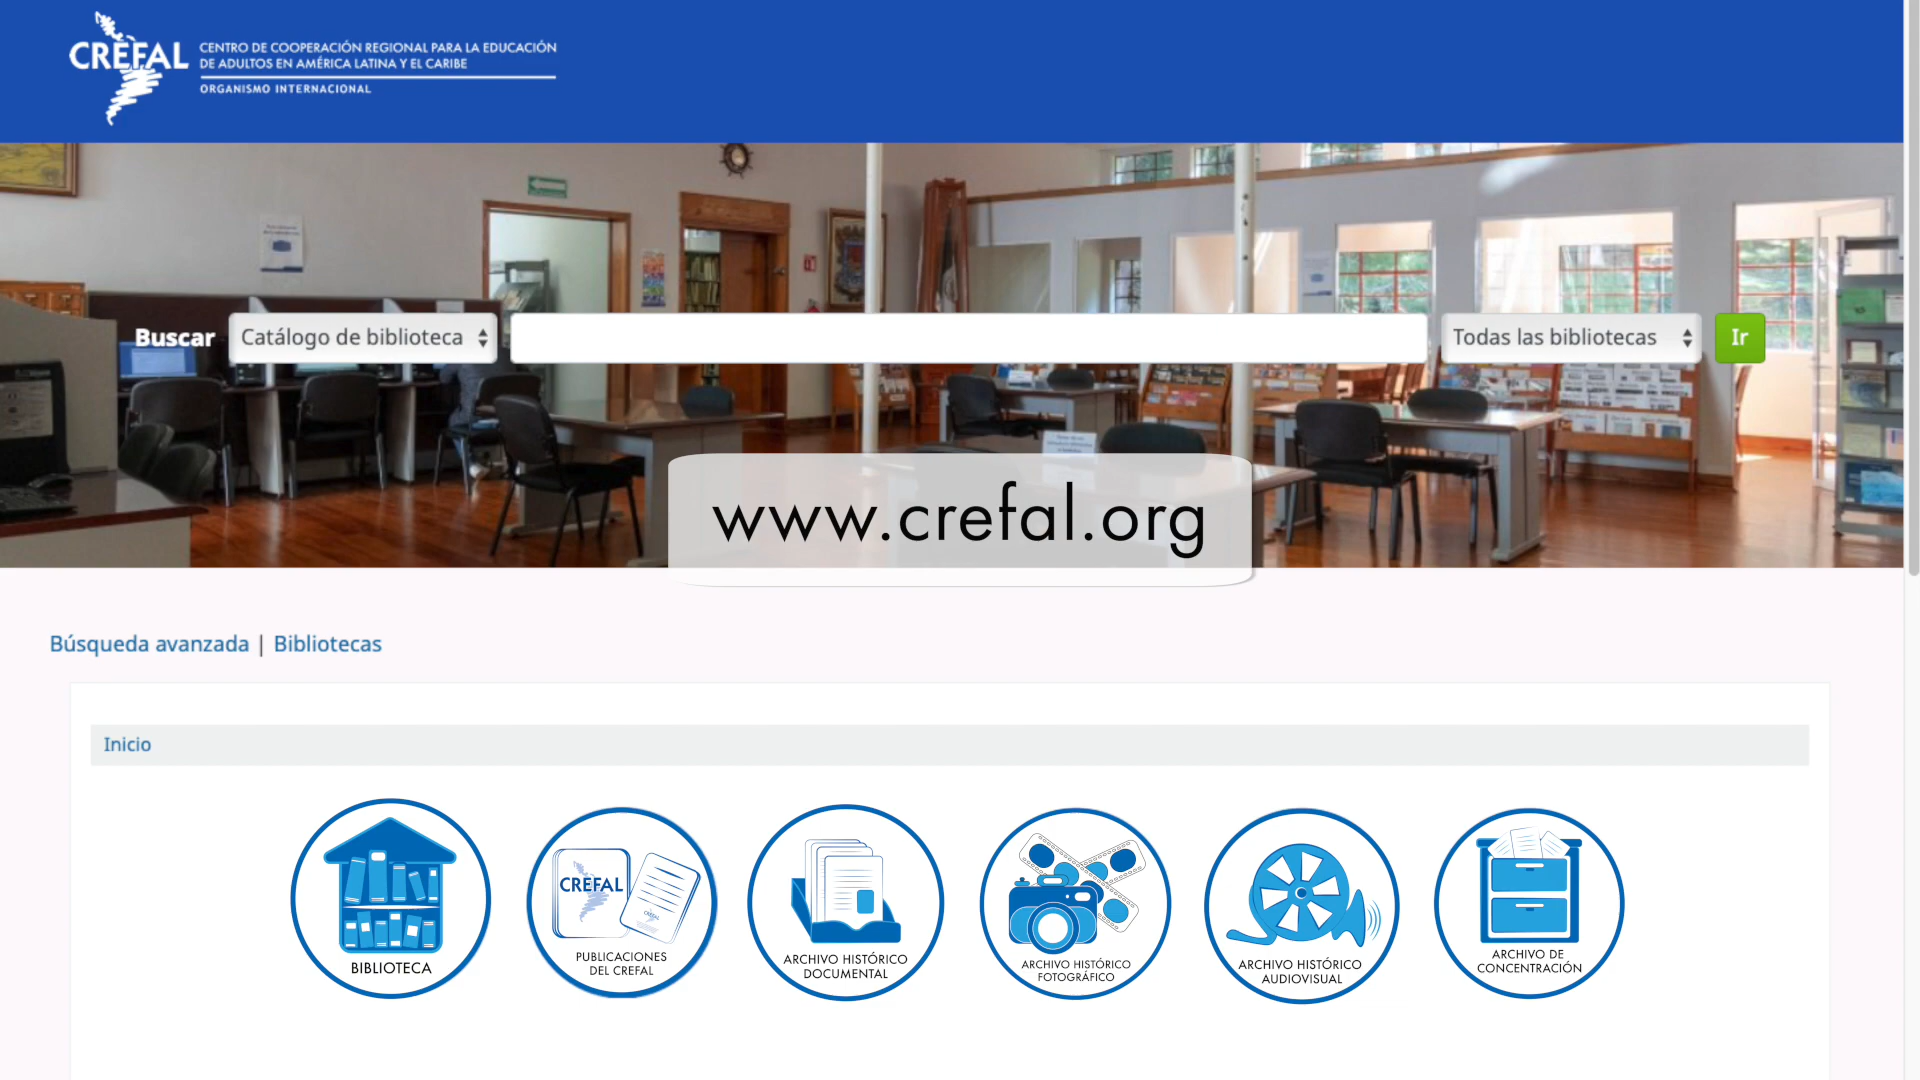 CREFAL
CENTRO DE COOPERACIÓN REGIONAL PARA LA EDUCACIÓN
DE ADULTOS EN AMÉRICA LATINA Y EL CARIBE
ORGANISMO INTERNACIONAL
Buscar
Catálogo de biblioteca
Todas las bibliotecas
Ir
www.crefal.org
Búsqueda avanzada | Bibliotecas
Inicio
BIBLIOTECA
CREFAL
PUBLICACIONES
DEL CREFAL
ARCHIVO HISTÓRICO
DOCUMENTAL
ARCHIVO HISTÓRICO
FOTOGRÁFICO
ARCHIVO HISTÓRICO
AUDIOVISUAL
ARCHIVO DE
CONCENTRACIÓN